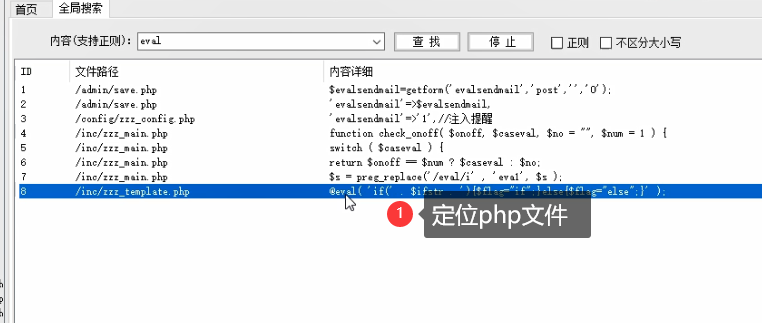 首页 全局搜索
内容(支持正则): eval 查 找 停 止 正则 不区分大小写
ID 文件路径 内容详细
1 /admin/save.php $evalsendmail=getform('evalsendmail','post','','0');
2 /admin/save.php 'evalsendmail'=>$evalsendmail,
3 /config/zzz_config.php 'evalsendmail'=>'1',//注入提醒
4 /inc/zzz_main.php function check_onoff( $onoff, $caseval, $no = "", $num = 1 ) {
5 /inc/zzz_main.php switch ( $caseval ) {
6 /inc/zzz_main.php return $onoff == $num ? $caseval : $no;
7 /inc/zzz_main.php $s = preg_replace('/eval/i' , 'eva1', $s );
8 /inc/zzz_template.php @eval( 'if(' . $ifstr . '){$flag="if";}else{$flag="else";}' );
1 定位php文件